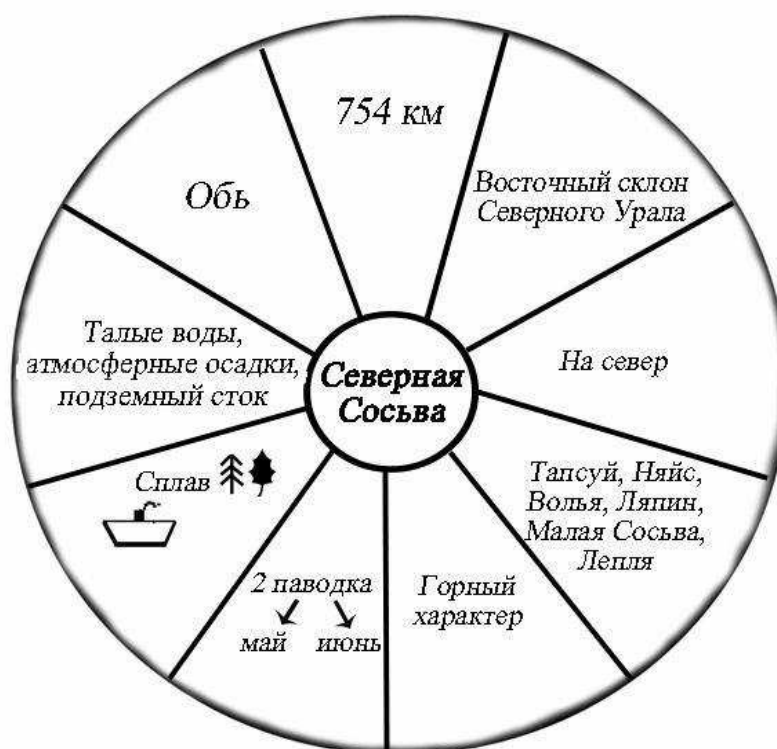 754 км
Восточный склон
Северного Урала
На север
Тапсуй, Няйс,
Волья, Ляпин,
Малая Сосьва,
Лепля
Горный
характер
2 паводка
май июнь
Сплав
Талые воды,
атмосферные осадки,
подземный сток
Обь
Северная
Сосьва